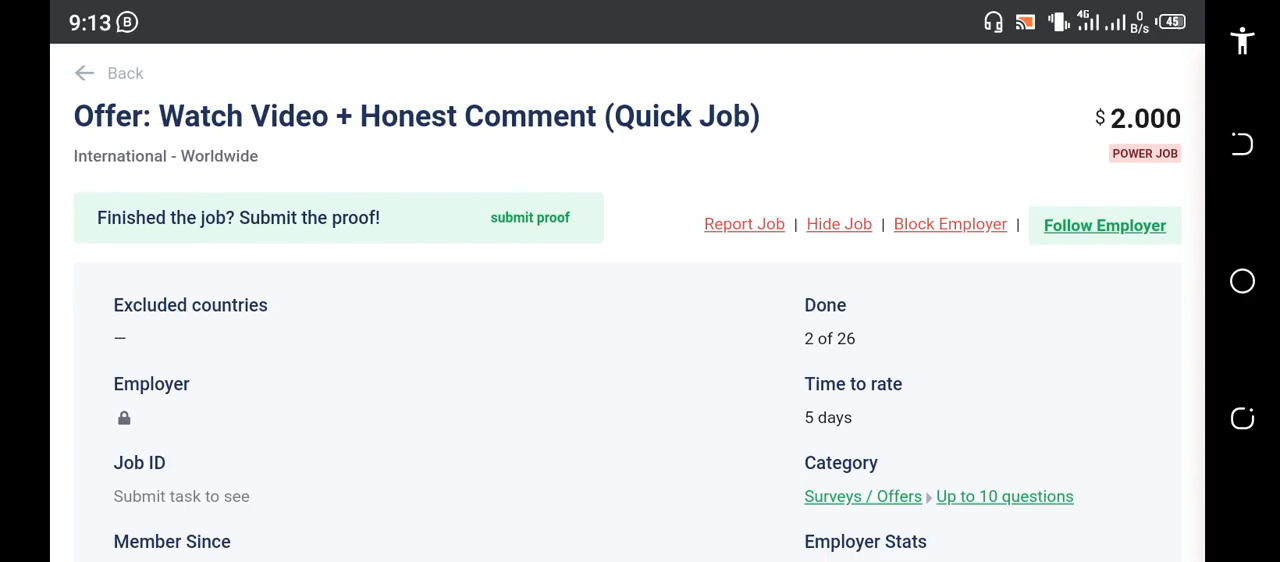 9:13 B 4G 0 B/s 45
Back
Offer: Watch Video + Honest Comment (Quick Job)
$ 2.000
International - Worldwide
POWER JOB
Finished the job? Submit the proof! submit proof
Report Job | Hide Job | Block Employer | Follow Employer
Excluded countries
—
Done
2 of 26
Employer
Time to rate
5 days
Job ID
Submit task to see
Category
Surveys / Offers Up to 10 questions
Member Since
Employer Stats